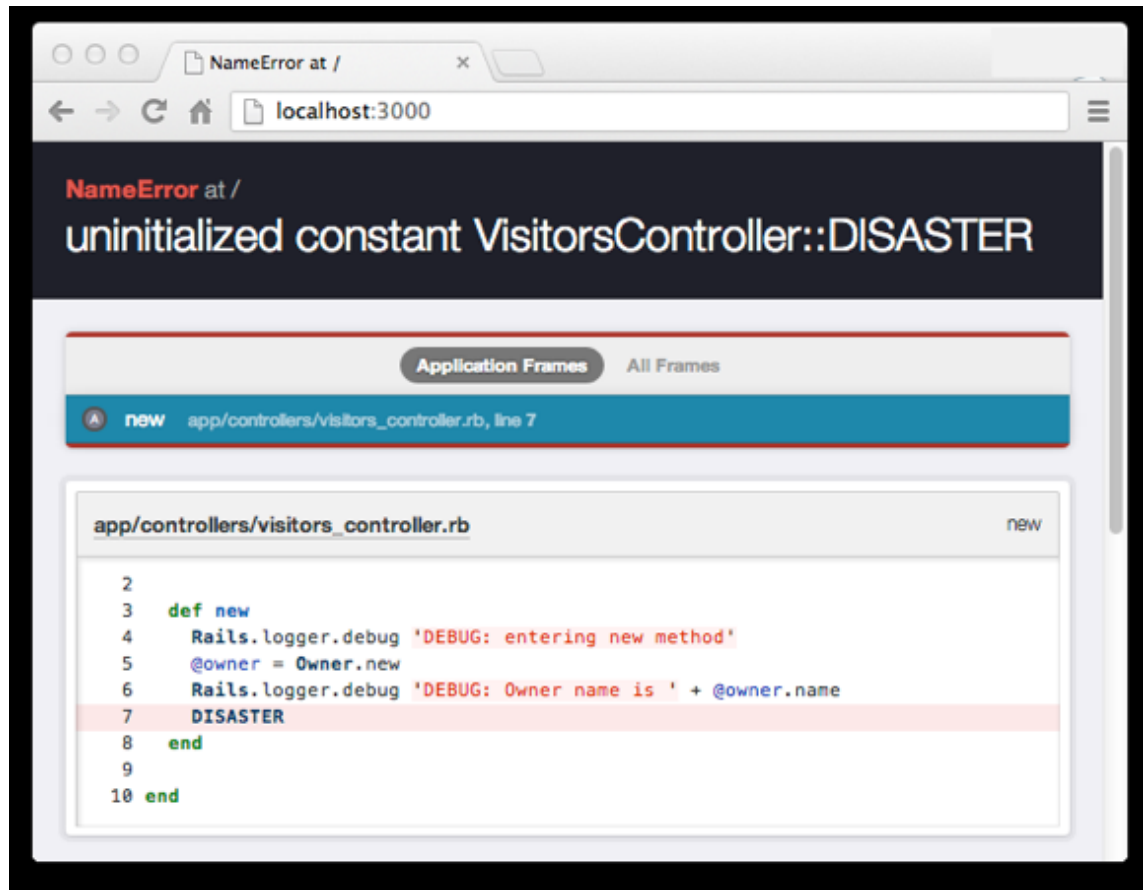 NameError at /
localhost:3000
NameError at /
uninitialized constant VisitorsController::DISASTER
Application Frames All Frames
A new app/controllers/visitors_controller.rb, line 7
app/controllers/visitors_controller.rb new
2
3 def new
4 Rails.logger.debug 'DEBUG: entering new method'
5 @owner = Owner.new
6 Rails.logger.debug 'DEBUG: Owner name is ' + @owner.name
7 DISASTER
8 end
9
10 end